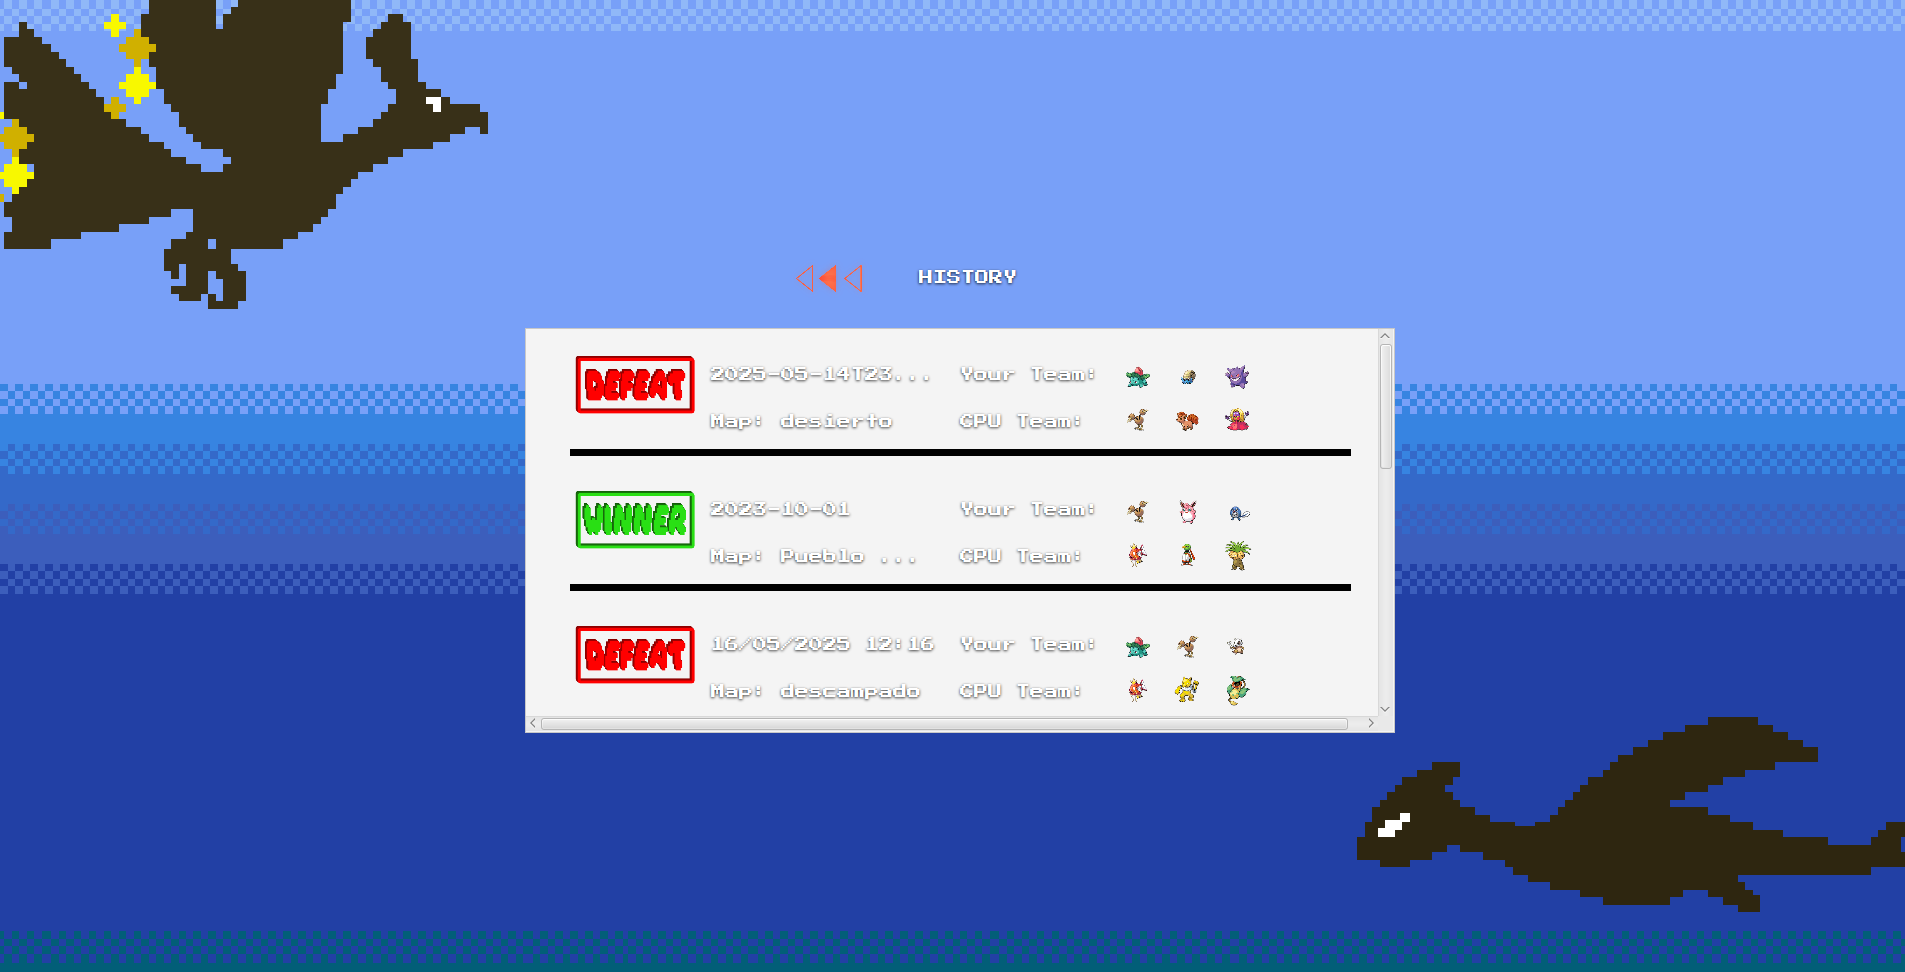 HISTORY
DEFEAT
2025-05-14T23... Your Team:
Map: desierto CPU Team:
WINNER
2023-10-01 Your Team:
Map: Pueblo ... CPU Team:
DEFEAT
16/05/2025 12:16 Your Team:
Map: descampado CPU Team: